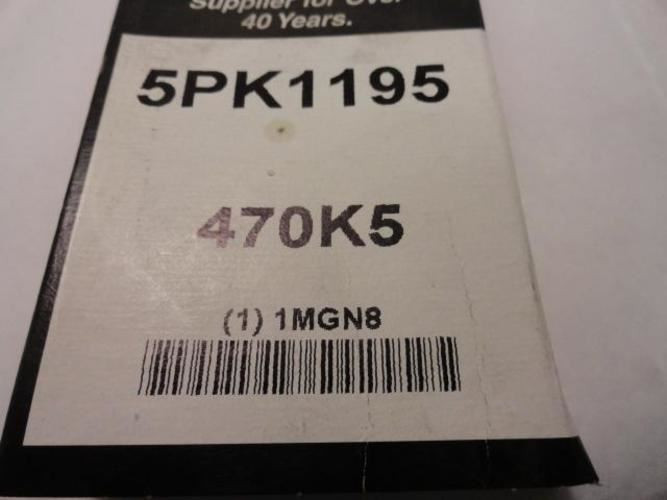 Supplier for Over
40 Years.
5PK1195
470K5
(1) 1MGN8